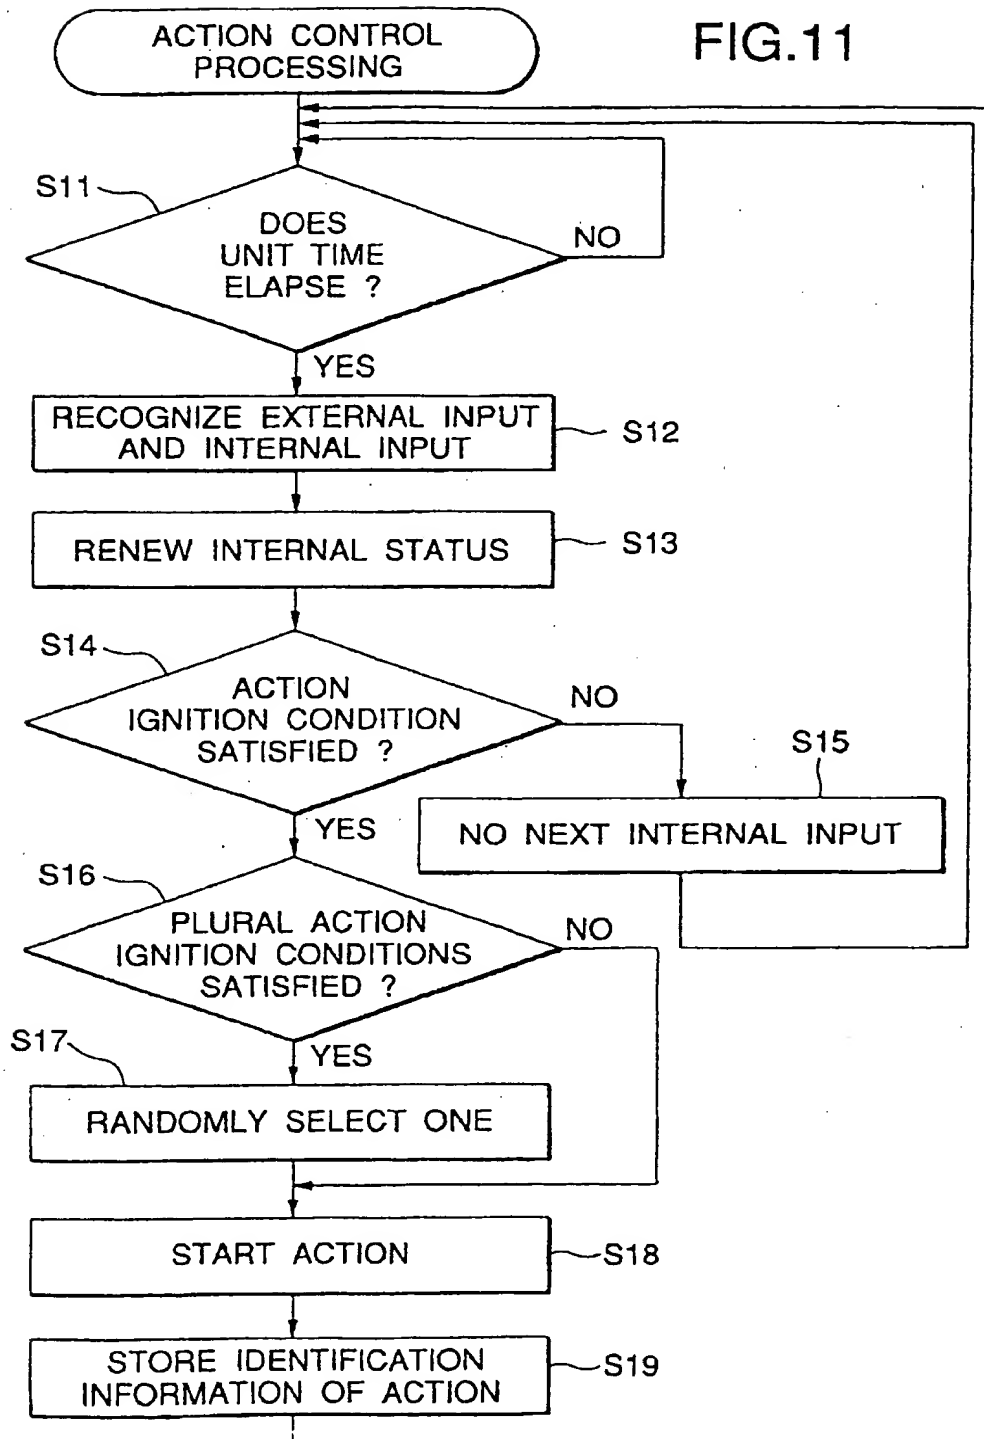 ACTION CONTROL
PROCESSING
FIG.11
S11
DOES
UNIT TIME
ELAPSE ?
NO
YES
RECOGNIZE EXTERNAL INPUT
AND INTERNAL INPUT
S12
RENEW INTERNAL STATUS
S13
S14
ACTION
IGNITION CONDITION
SATISFIED ?
NO
S15
YES
NO NEXT INTERNAL INPUT
S16
PLURAL ACTION
IGNITION CONDITIONS
SATISFIED ?
NO
S17
YES
RANDOMLY SELECT ONE
START ACTION
S18
STORE IDENTIFICATION
INFORMATION OF ACTION
S19